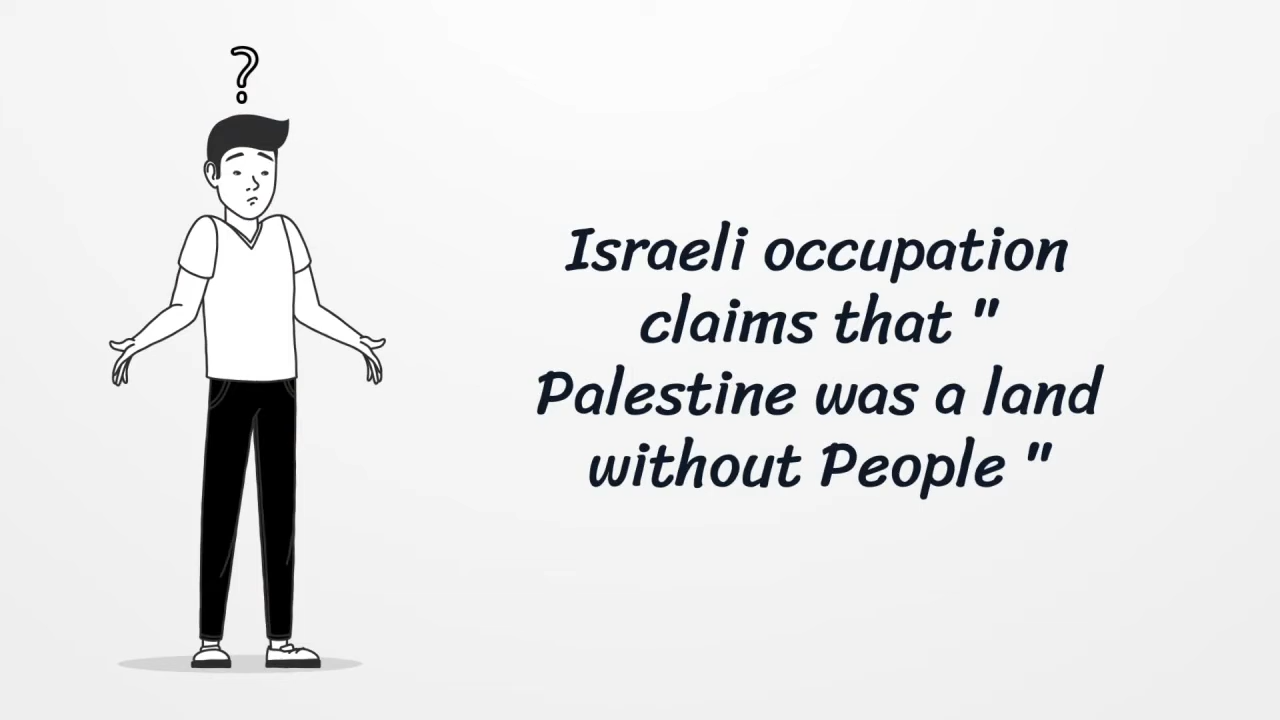 ?
Israeli occupation
claims that "
Palestine was a land
without People "